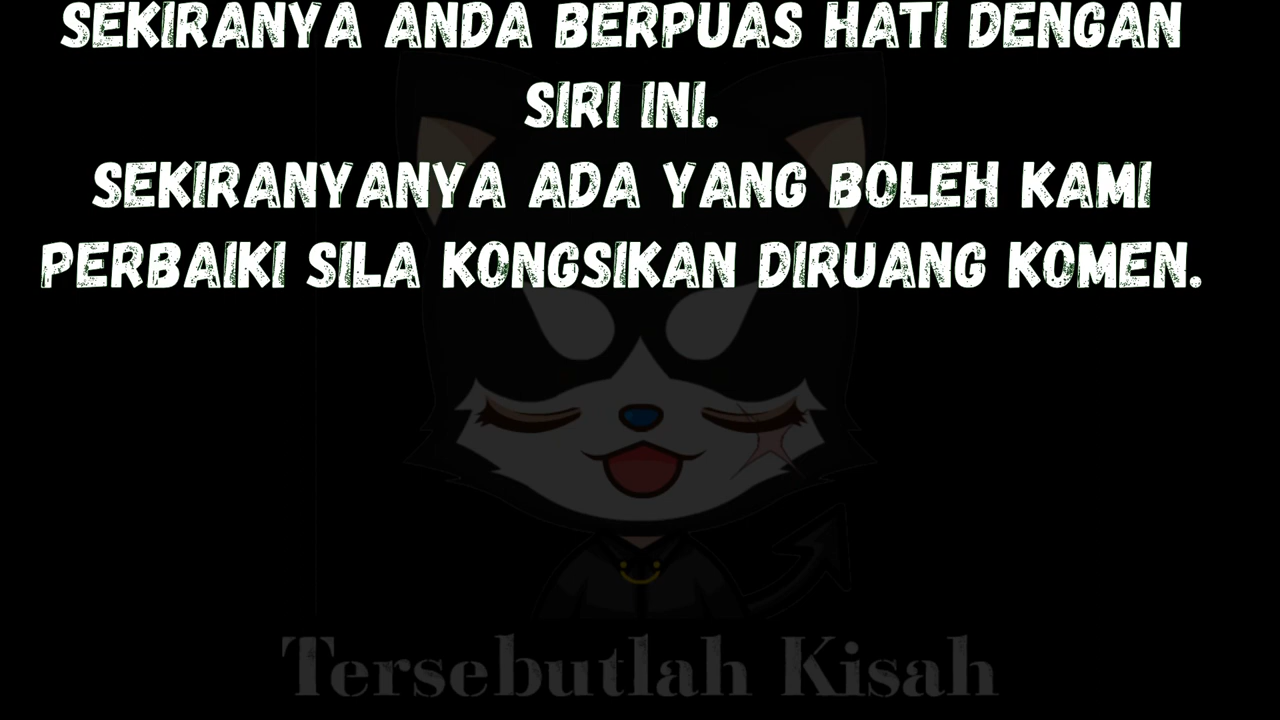 SEKIRANYA ANDA BERPUAS HATI DENGAN
SIRI INI.
SEKIRANYANYA ADA YANG BOLEH KAMI
PERBAIKI SILA KONGSIKAN DIRUANG KOMEN.
Tersebutlah Kisah